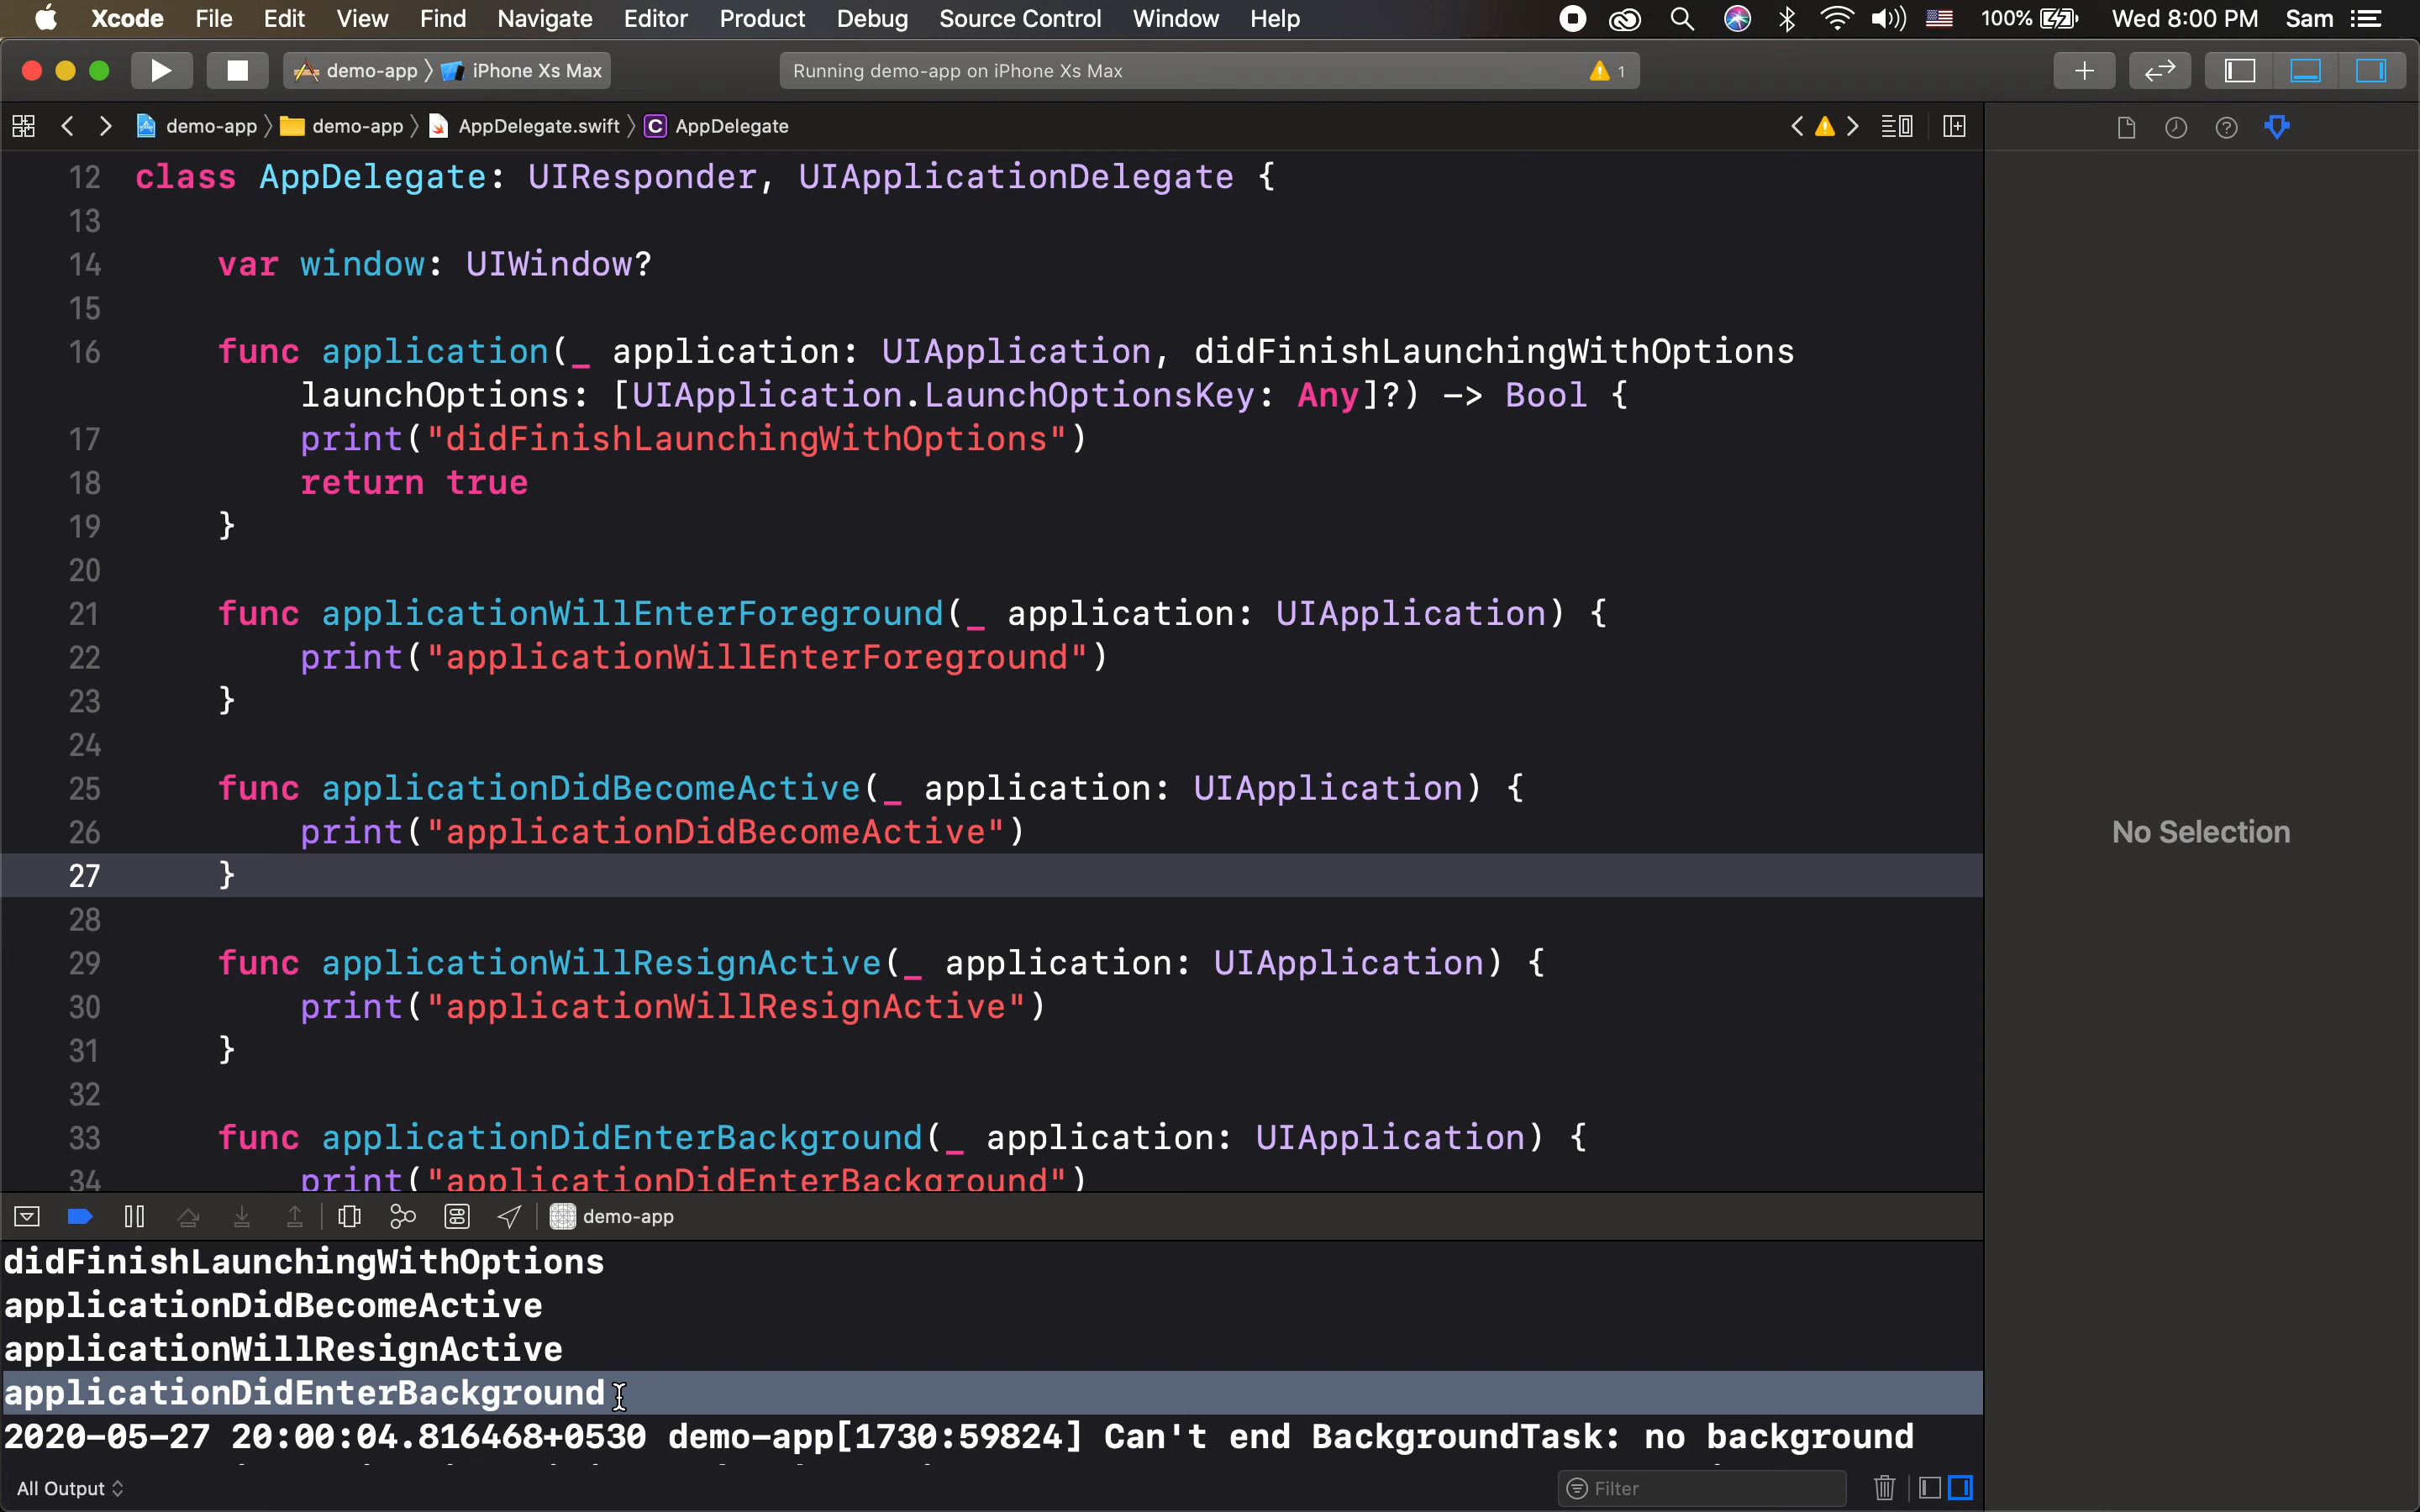 Xcode File Edit View Find Navigate Editor Product Debug Source Control Window Help 100% Wed 8:00 PM Sam
demo-app 〉 iPhone Xs Max Running demo-app on iPhone Xs Max 1
demo-app 〉 demo-app 〉 AppDelegate.swift 〉 C AppDelegate
12 class AppDelegate: UIResponder, UIApplicationDelegate {
13
14 var window: UIWindow?
15
16 func application(_ application: UIApplication, didFinishLaunchingWithOptions
launchOptions: [UIApplication.LaunchOptionsKey: Any]?) -> Bool {
17 print("didFinishLaunchingWithOptions")
18 return true
19 }
20
21 func applicationWillEnterForeground(_ application: UIApplication) {
22 print("applicationWillEnterForeground")
23 }
24
25 func applicationDidBecomeActive(_ application: UIApplication) {
26 print("applicationDidBecomeActive")
27 }
28
29 func applicationWillResignActive(_ application: UIApplication) {
30 print("applicationWillResignActive")
31 }
32
33 func applicationDidEnterBackground(_ application: UIApplication) {
34 print("applicationDidEnterBackground")
No Selection
demo-app
didFinishLaunchingWithOptions
applicationDidBecomeActive
applicationWillResignActive
applicationDidEnterBackground
2020-05-27 20:00:04.816468+0530 demo-app[1730:59824] Can't end BackgroundTask: no background
All Output Filter